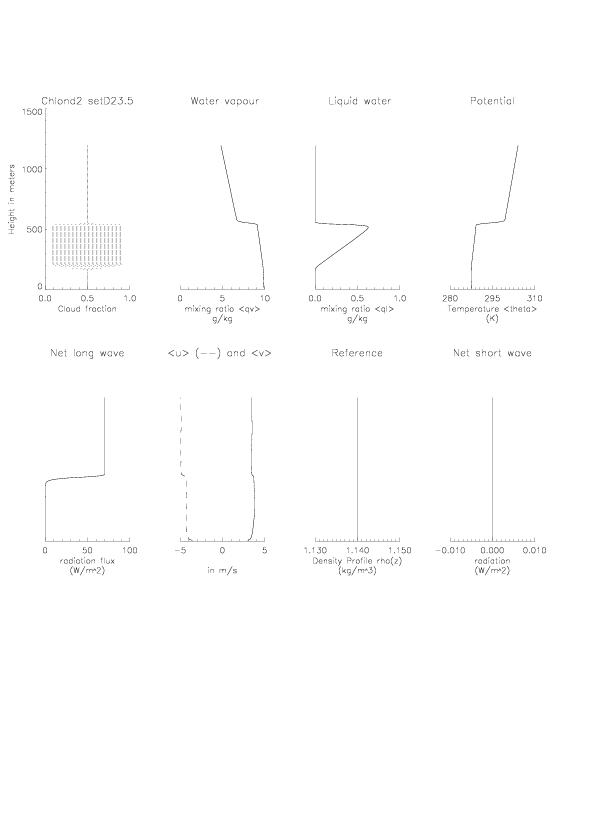 Chlond2 setD23.5 Water vapour Liquid water Potential
1500
1000
500
0
Height in meters
0.0 0.5 1.0 0 5 10 0.0 0.5 1.0 280 295 310
Cloud fraction mixing ratio <qv> mixing ratio <ql> Temperature <theta>
g/kg g/kg (K)
Net long wave <u> (--) and <v> Reference Net short wave
0 50 100 -5 0 5 1.130 1.140 1.150 -0.010 0.000 0.010
radiation flux in m/s Density Profile rho(z) radiation
(W/m^2) (kg/m^3) (W/m^2)